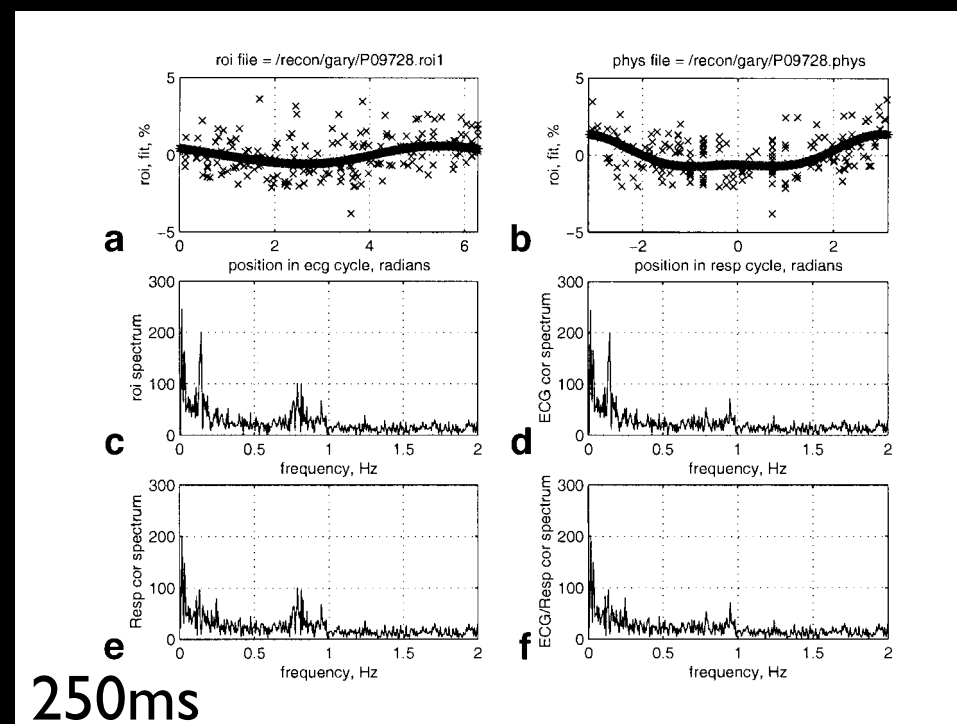 roi file = /recon/gary/P09728.roi1
phys file = /recon/gary/P09728.phys
5
0
−5
roi, fit, %
0 2 4 6
position in ecg cycle, radians
a
5
0
−5
roi, fit, %
−2 0 2
position in resp cycle, radians
b
300
200
100
0
roi spectrum
0 0.5 1 1.5 2
frequency, Hz
c
300
200
100
0
ECG cor spectrum
0 0.5 1 1.5 2
frequency, Hz
d
300
200
100
0
Resp cor spectrum
0 0.5 1 1.5 2
frequency, Hz
e
300
200
100
0
ECG/Resp cor spectrum
0 0.5 1 1.5 2
frequency, Hz
f
250ms